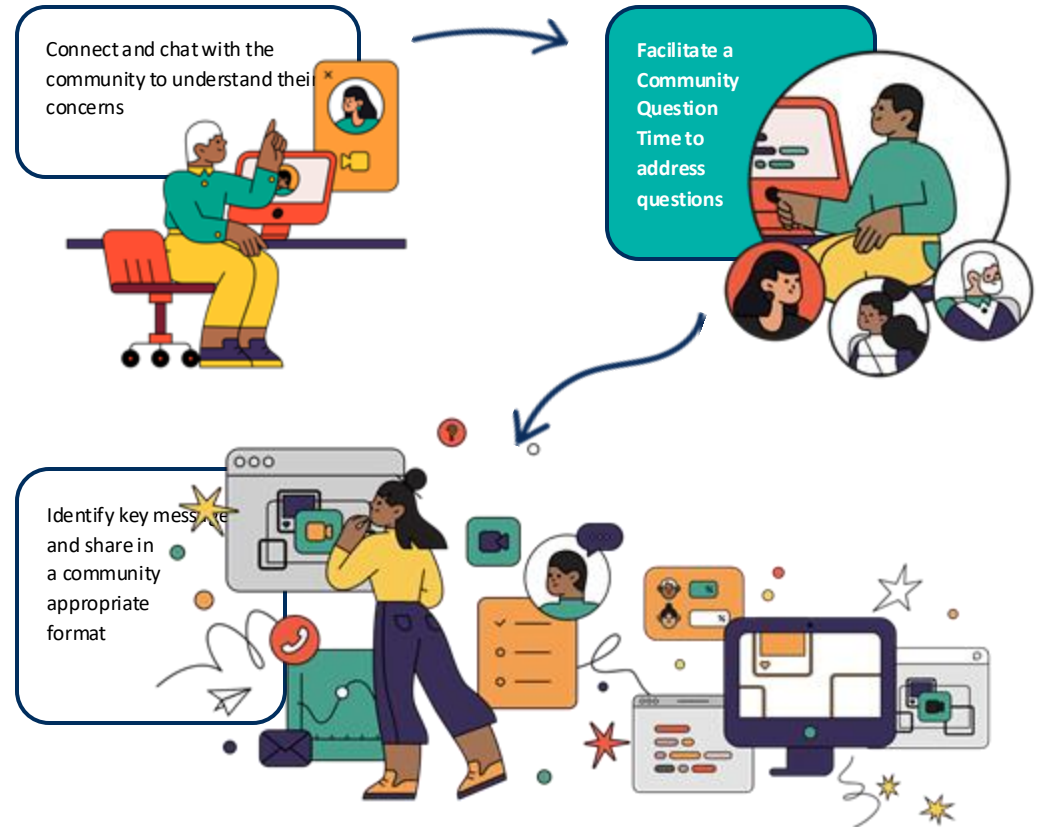 Connect and chat with the
community to understand their
concerns
Facilitate a
Community
Question
Time to
address
questions
Identify key message
and share in
a community
appropriate
format
?
%
%